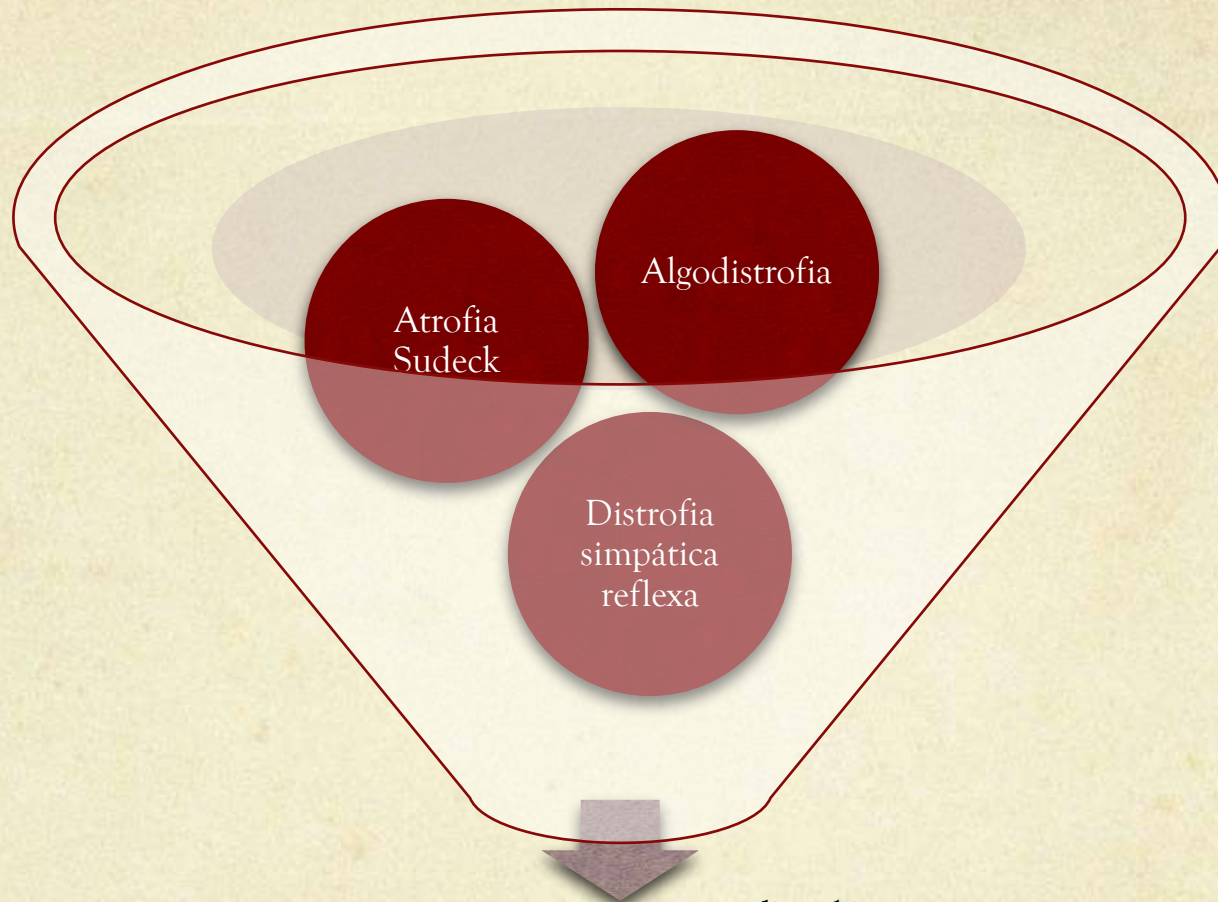 Algodistrofia
Atrofia
Sudeck
Distrofia
simpática
reflexa